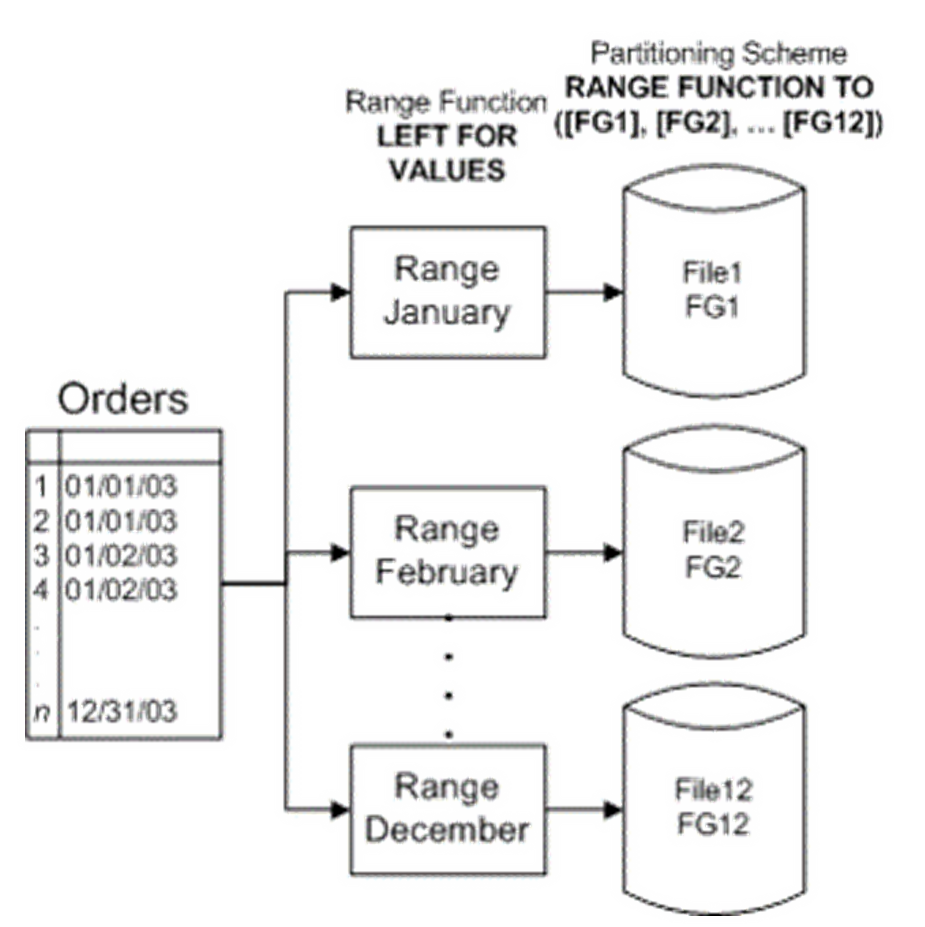 Partitioning Scheme
RANGE FUNCTION TO
([FG1], [FG2], ... [FG12])
Range Function
LEFT FOR
VALUES
Orders
1 01/01/03
2 01/01/03
3 01/02/03
4 01/02/03
.
.
.
n 12/31/03
Range
January
File1
FG1
Range
February
File2
FG2
Range
December
File12
FG12